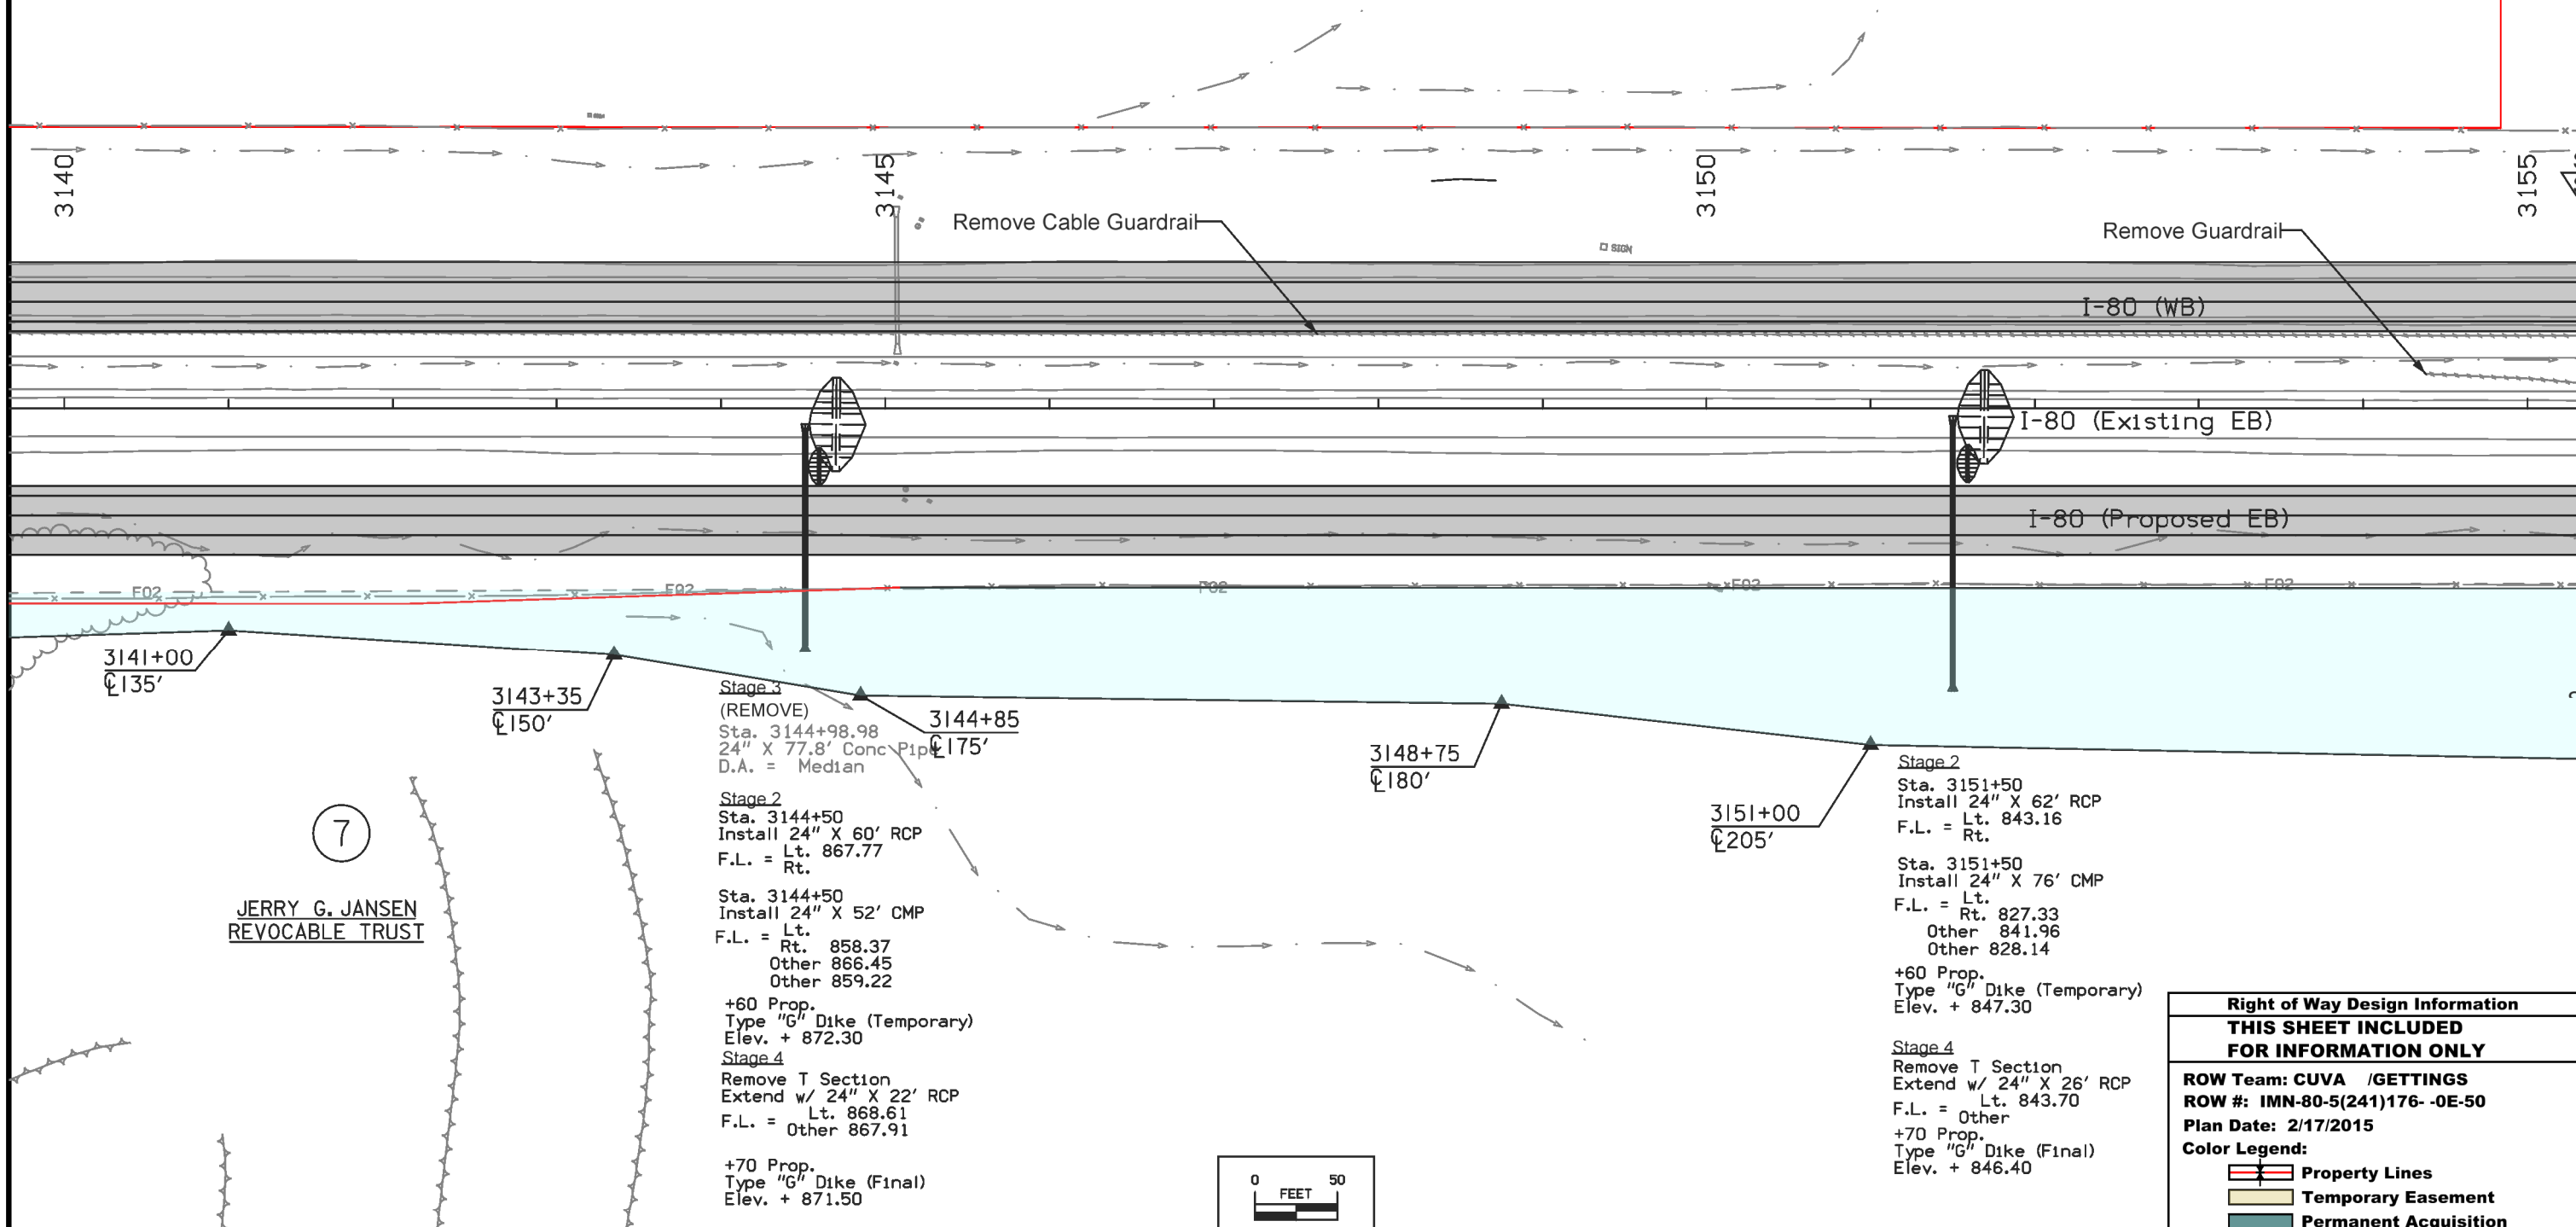 3140
3145
3150
3155
Remove Cable Guardrail
SIGN
Remove Guardrail
I-80 (WB)
I-80 (Existing EB)
I-80 (Proposed EB)
FO2
FO2
FO2
FO2
FO2
3141+00
℄135'
3143+35
℄150'
3144+85
℄175'
3148+75
℄180'
3151+00
℄205'
Stage 3
(REMOVE)
Sta. 3144+98.98
24" X 77.8' Conc Pipe
D.A. = Median
Stage 2
Sta. 3144+50
Install 24" X 60' RCP
F.L. = Lt. 867.77
Rt.
Sta. 3144+50
Install 24" X 52' CMP
F.L. = Lt.
Rt. 858.37
Other 866.45
Other 859.22
+60 Prop.
Type "G" Dike (Temporary)
Elev. + 872.30
Stage 4
Remove T Section
Extend w/ 24" X 22' RCP
F.L. = Lt. 868.61
Other 867.91
+70 Prop.
Type "G" Dike (Final)
Elev. + 871.50
7
JERRY G. JANSEN
REVOCABLE TRUST
Stage 2
Sta. 3151+50
Install 24" X 62' RCP
F.L. = Lt. 843.16
Rt.
Sta. 3151+50
Install 24" X 76' CMP
F.L. = Lt.
Rt. 827.33
Other 841.96
Other 828.14
+60 Prop.
Type "G" Dike (Temporary)
Elev. + 847.30
Stage 4
Remove T Section
Extend w/ 24" X 26' RCP
F.L. = Lt. 843.70
Other
+70 Prop.
Type "G" Dike (Final)
Elev. + 846.40
0 50
FEET
Right of Way Design Information
THIS SHEET INCLUDED
FOR INFORMATION ONLY
ROW Team: CUVA /GETTINGS
ROW #: IMN-80-5(241)176- -0E-50
Plan Date: 2/17/2015
Color Legend:
Property Lines
Temporary Easement
Permanent Acquisition